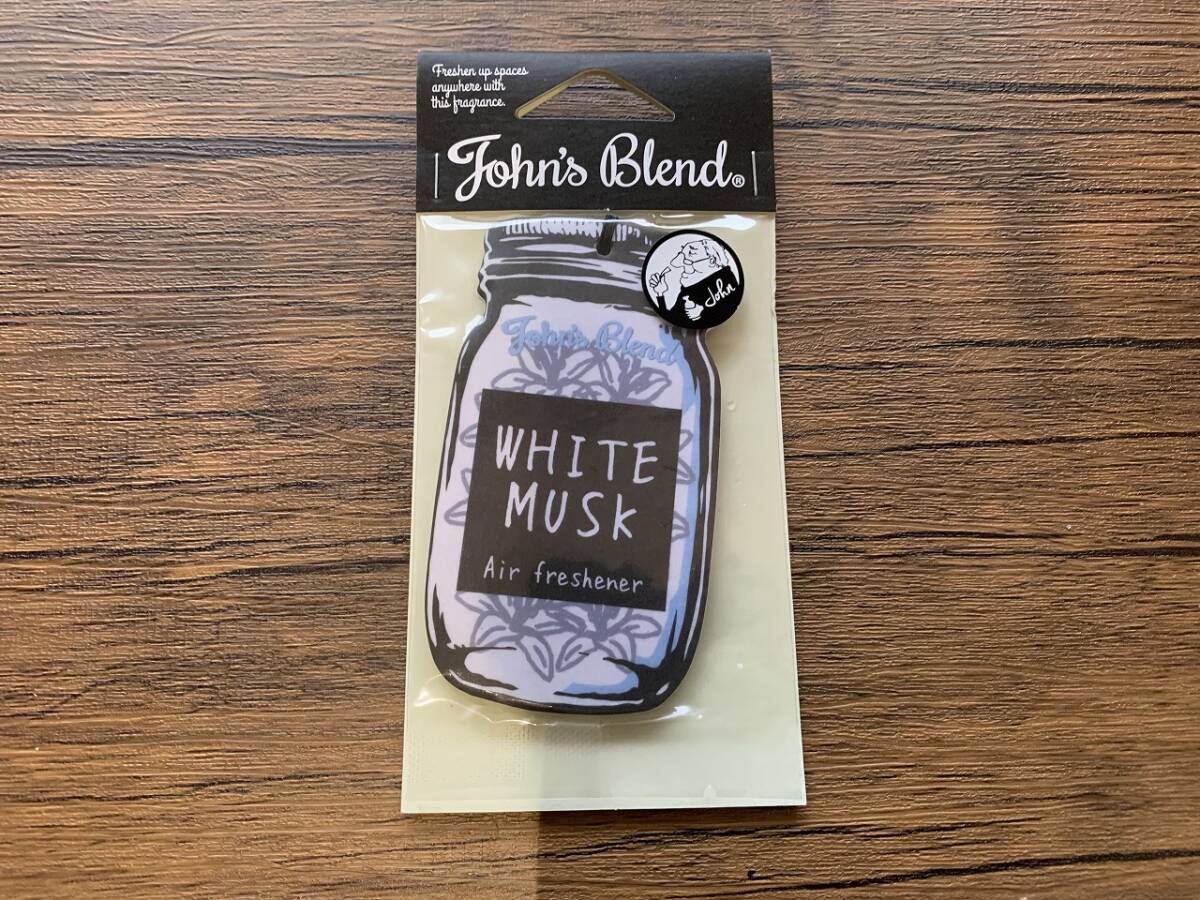 Freshen up spaces
anywhere with
this fragrance.
John's Blend®
John
John's Blend
WHITE
MUSK
Air freshener